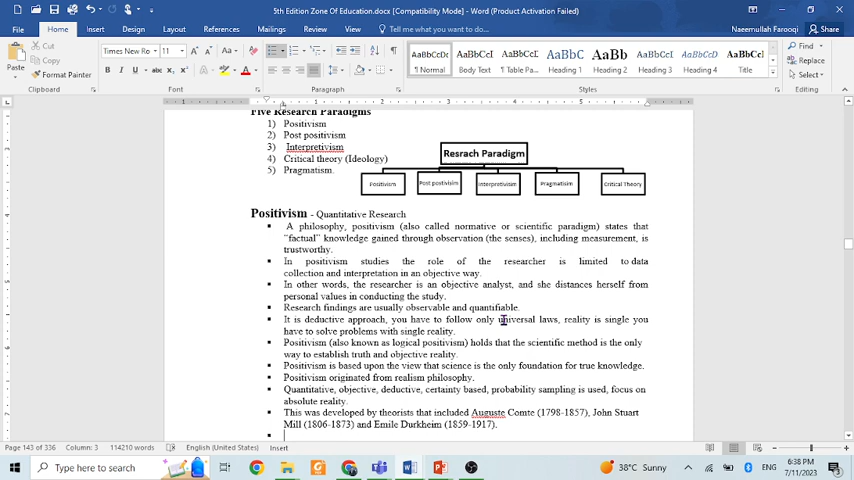 5th Edition Zone Of Education.docx [Compatibility Mode] - Word (Product Activation Failed)
File Home Insert Design Layout References Mailings Review View Help Tell me what you want to do Naeemullah Farooqi Share
Cut
Copy
Format Painter
Paste
Times New Ro 11
AaBbCcDc AaBbCcI AaBbCcI AaBbC AaBb AaBbCcD AaBbCcD AaBbCc
¶ Normal Body Text ¶ Table Pa... Heading 1 Heading 2 Heading 3 Heading 4 Title
Find
Replace
Select
Clipboard Font Paragraph Styles Editing
Five Research Paradigms
1) Positivism
2) Post positivism
3) Interpretivism
4) Critical theory (Ideology)
5) Pragmatism.
Resrach Paradigm
Positivism Post postivisim Interpretivism Pragmatisim Critical Theory
Positivism - Quantitative Research
▪ A philosophy, positivism (also called normative or scientific paradigm) states that
"factual" knowledge gained through observation (the senses), including measurement, is
trustworthy.
▪ In positivism studies the role of the researcher is limited to data
collection and interpretation in an objective way.
▪ In other words, the researcher is an objective analyst, and she distances herself from
personal values in conducting the study.
▪ Research findings are usually observable and quantifiable.
▪ It is deductive approach, you have to follow only universal laws, reality is single you
have to solve problems with single reality.
▪ Positivism (also known as logical positivism) holds that the scientific method is the only
way to establish truth and objective reality.
▪ Positivism is based upon the view that science is the only foundation for true knowledge.
▪ Positivism originated from realism philosophy.
▪ Quantitative, objective, deductive, certainty based, probability sampling is used, focus on
absolute reality.
▪ This was developed by theorists that included Auguste Comte (1798-1857), John Stuart
Mill (1806-1873) and Emile Durkheim (1859-1917).
▪
Page 143 of 336 Column: 3 114210 words English (United States) Insert 100%
Type here to search
38°C Sunny
ENG
6:38 PM
7/11/2023